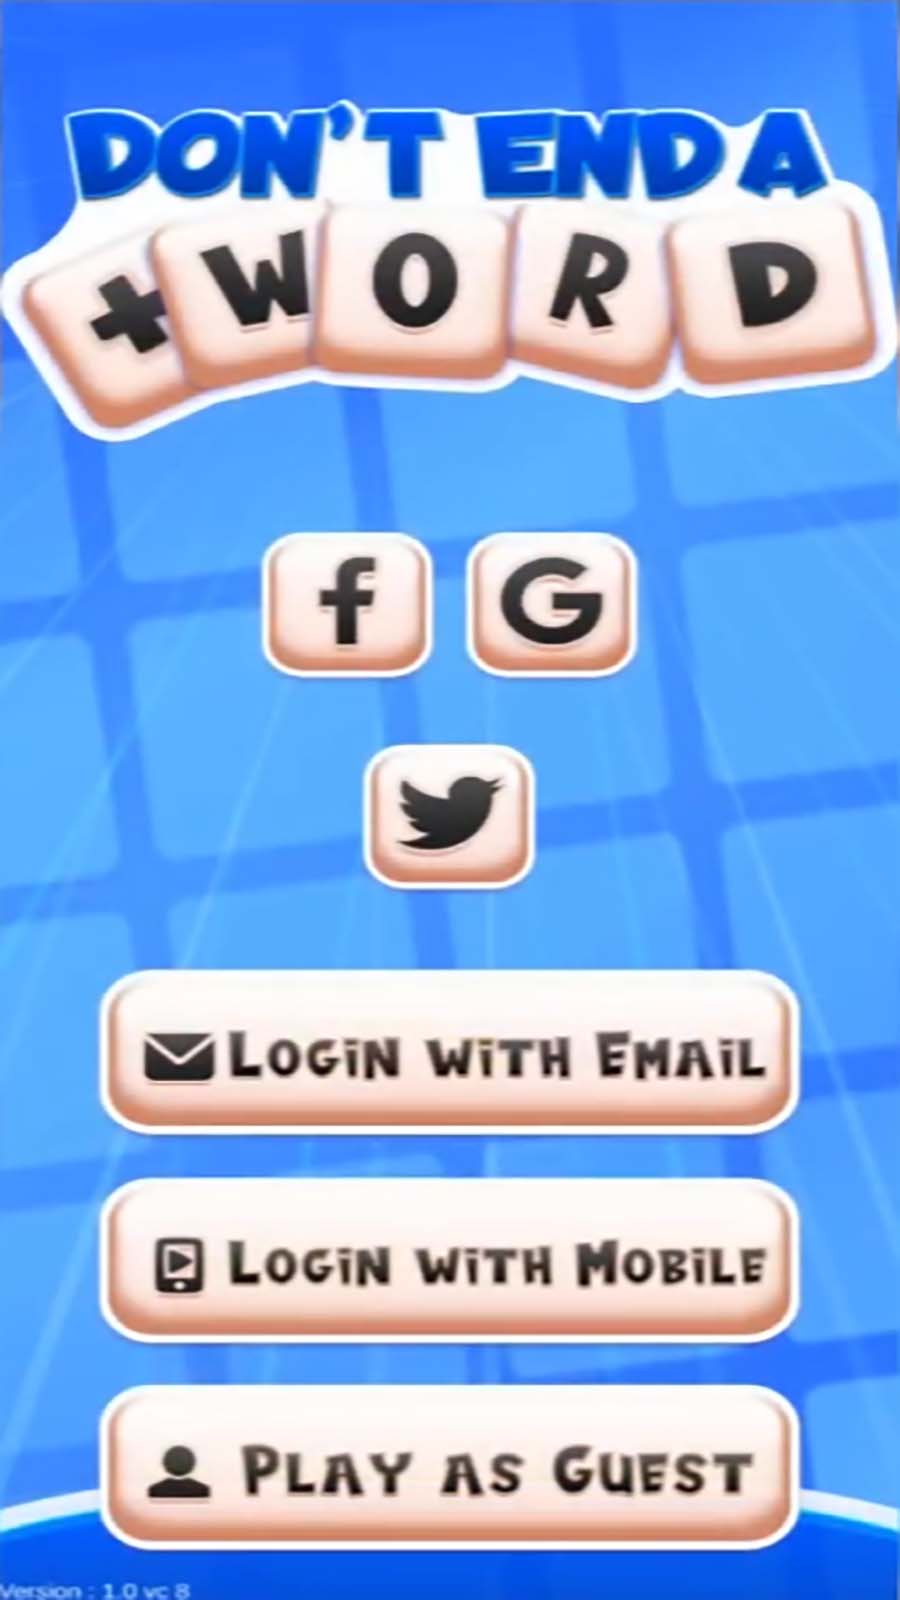 DON'T END A
+WORD
f G
LOGiN WiTH EMAiL
LOGiN WiTH MOBiLE
PLAY AS GUEST
Version : 1.0 vc 8